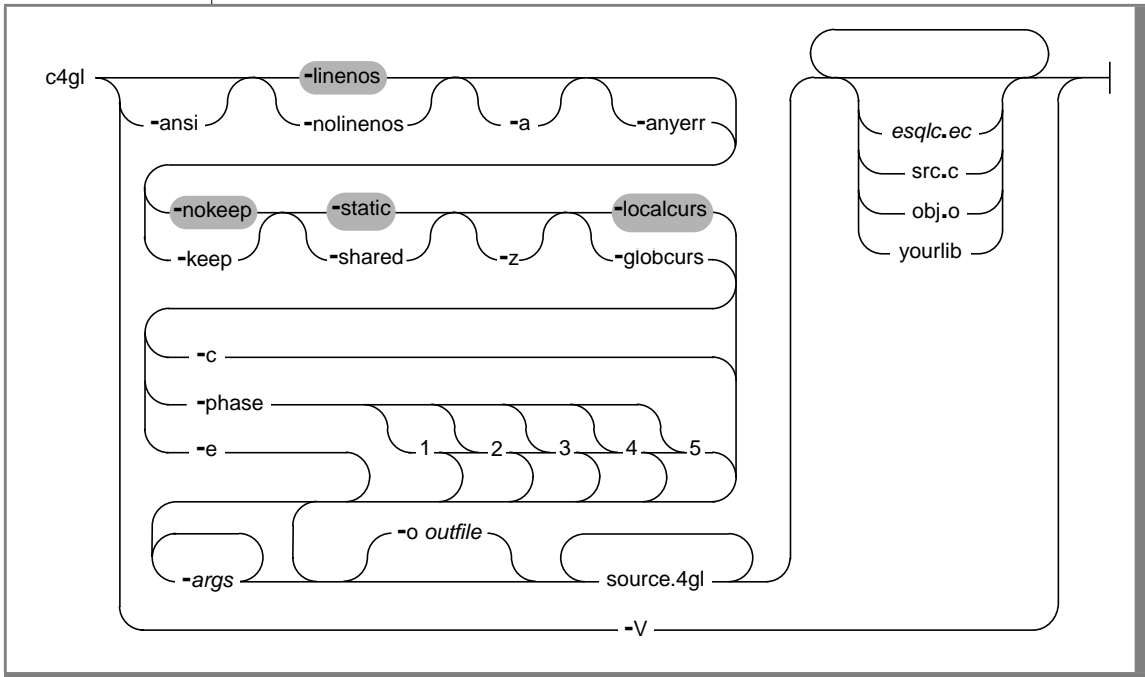 c4gl -linenos
-ansi -nolinenos -a -anyerr
esqlc.ec
src.c
-nokeep -static -localcurs
obj.o
-keep -shared -z -globcurs
yourlib
-c
-phase
-e 1 2 3 4 5
-o outfile
-args source.4gl
-V